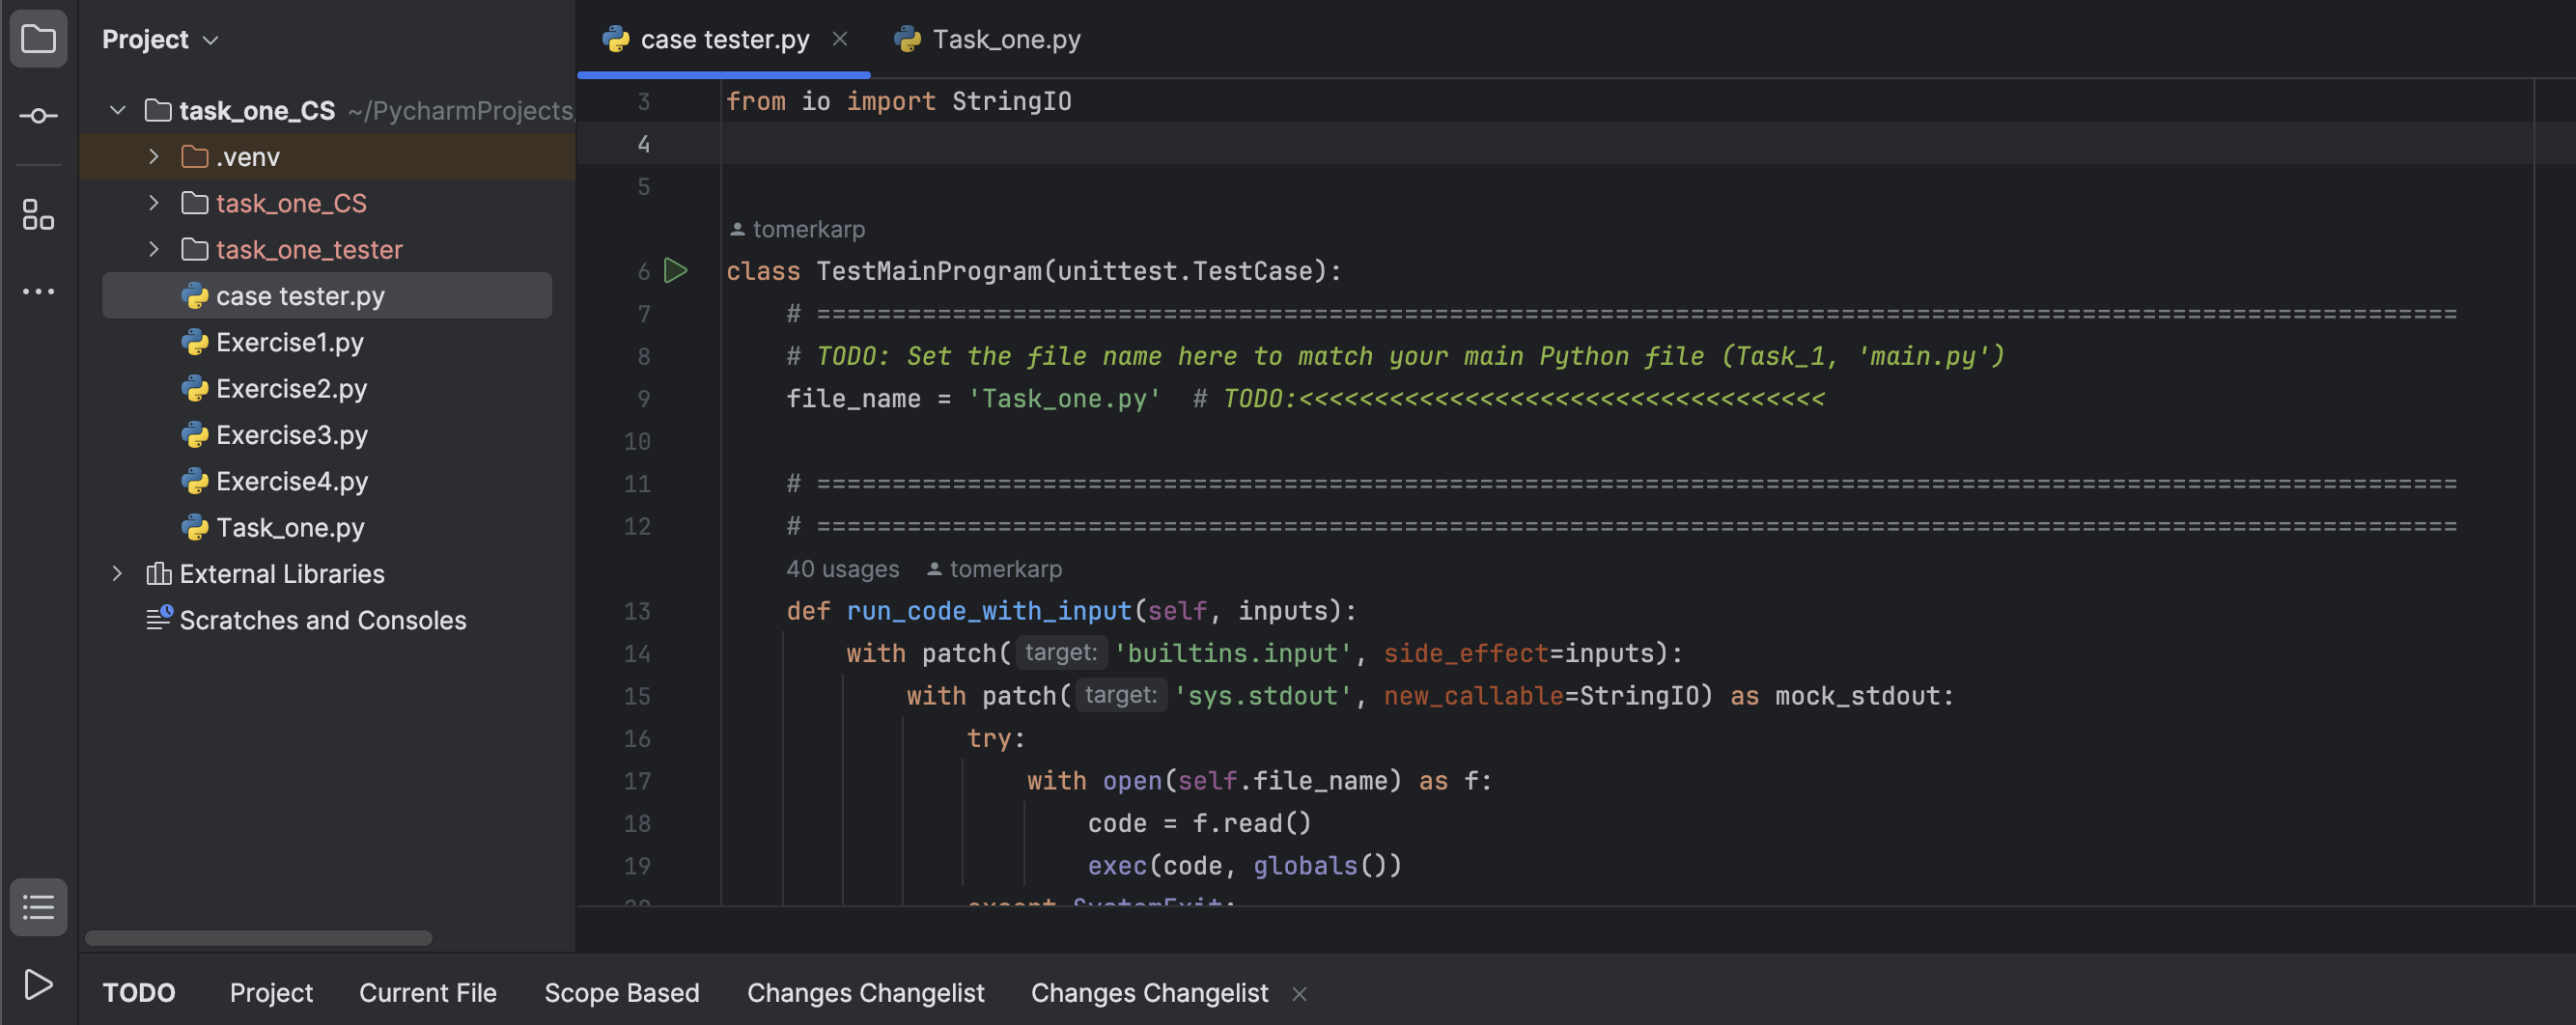 Project
case tester.py
Task_one.py
task_one_CS ~/PycharmProjects/
.venv
task_one_CS
task_one_tester
case tester.py
Exercise1.py
Exercise2.py
Exercise3.py
Exercise4.py
Task_one.py
External Libraries
Scratches and Consoles
3 from io import StringIO
4
5
tomerkarp
6 class TestMainProgram(unittest.TestCase):
7 # =============================================================================================================
8 # TODO: Set the file name here to match your main Python file (Task_1, 'main.py')
9 file_name = 'Task_one.py' # TODO:<<<<<<<<<<<<<<<<<<<<<<<<<<<<<<<<<<<
10
11 # =============================================================================================================
12 # =============================================================================================================
40 usages tomerkarp
13 def run_code_with_input(self, inputs):
14 with patch( target: 'builtins.input', side_effect=inputs):
15 with patch( target: 'sys.stdout', new_callable=StringIO) as mock_stdout:
16 try:
17 with open(self.file_name) as f:
18 code = f.read()
19 exec(code, globals())
20 except SystemExit:
TODO Project Current File Scope Based Changes Changelist Changes Changelist